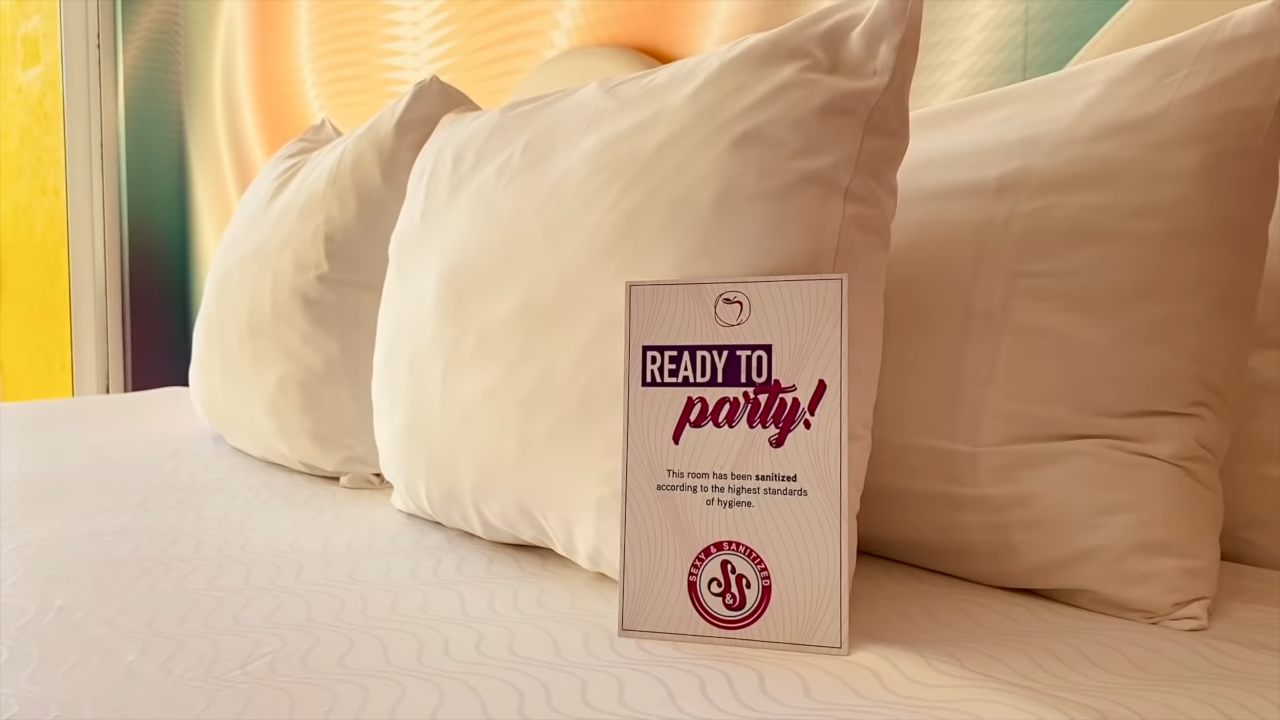 READY TO
party!
This room has been sanitized
according to the highest standards
of hygiene.
SEXY & SANITIZED
S&S